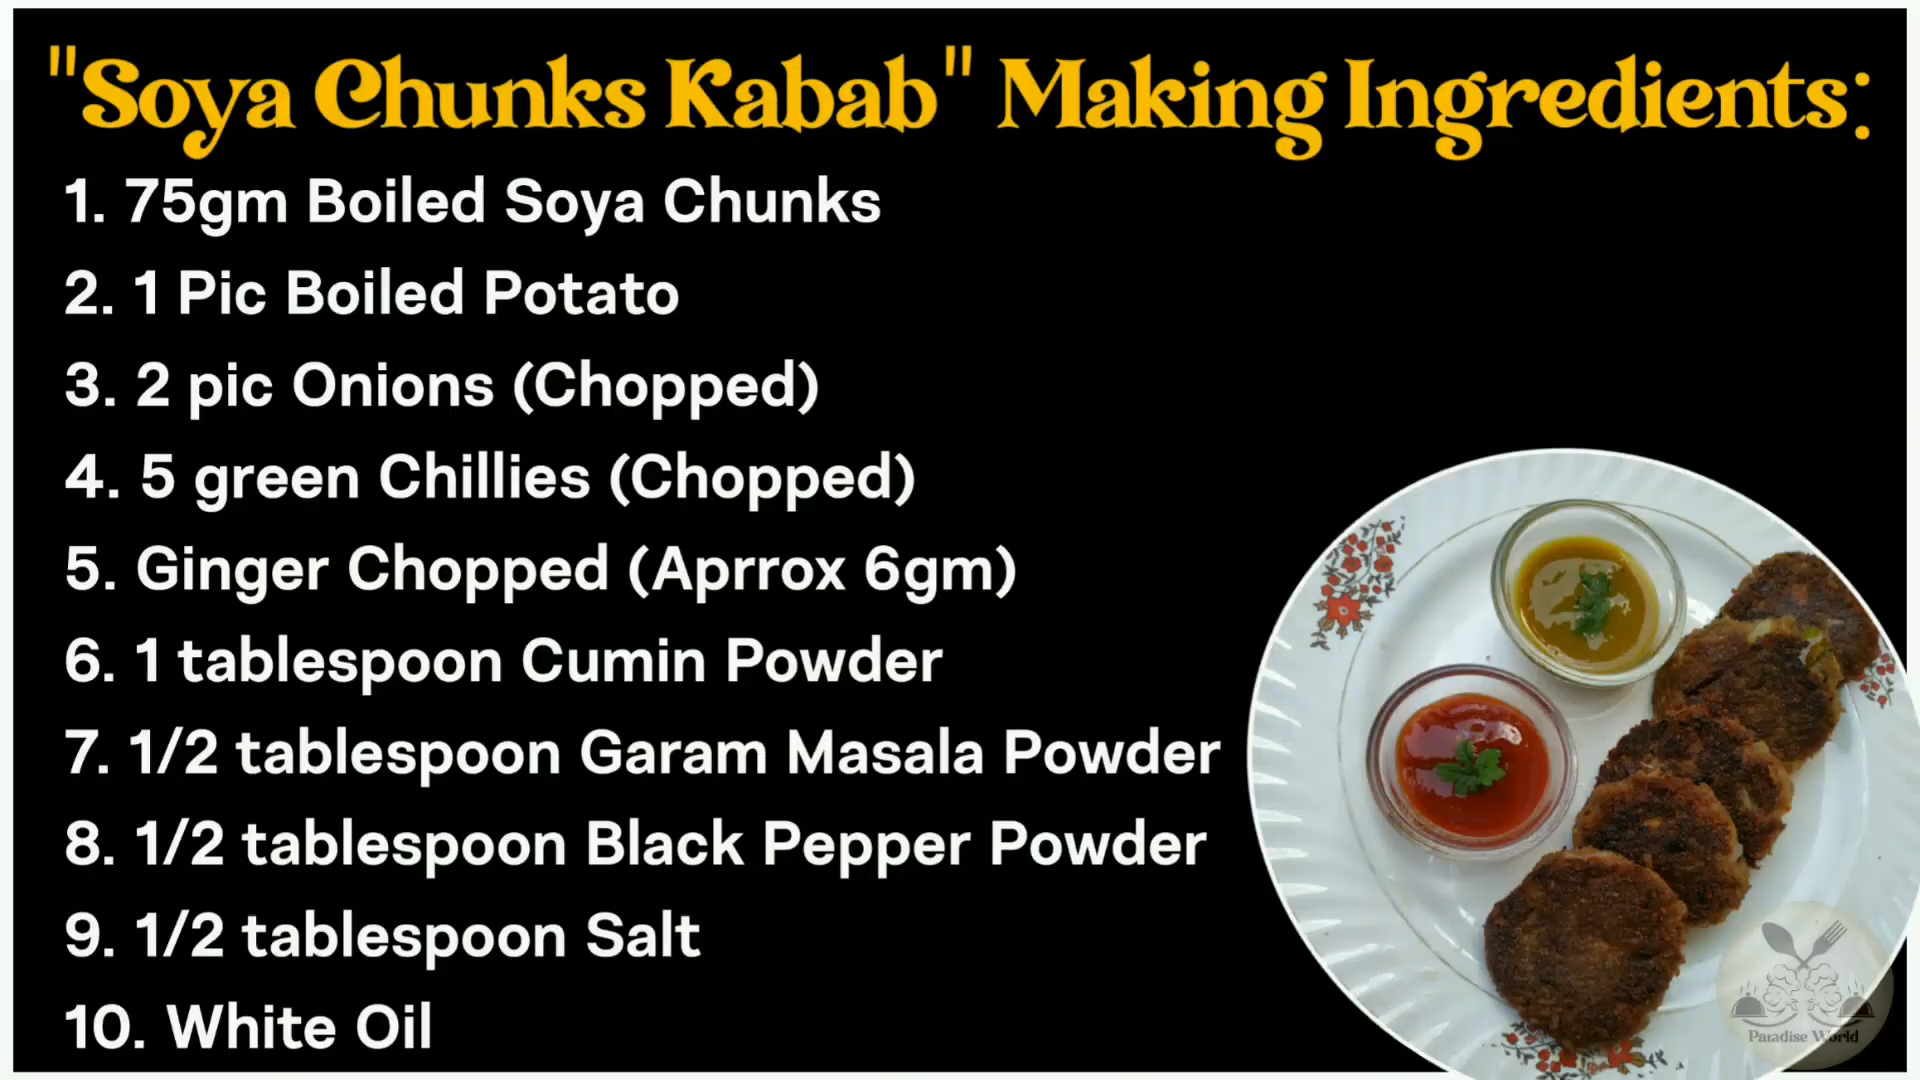 "Soya Chunks Kabab" Making Ingredients:
1. 75gm Boiled Soya Chunks
2. 1 Pic Boiled Potato
3. 2 pic Onions (Chopped)
4. 5 green Chillies (Chopped)
5. Ginger Chopped (Aprrox 6gm)
6. 1 tablespoon Cumin Powder
7. 1/2 tablespoon Garam Masala Powder
8. 1/2 tablespoon Black Pepper Powder
9. 1/2 tablespoon Salt
10. White Oil
Paradise World